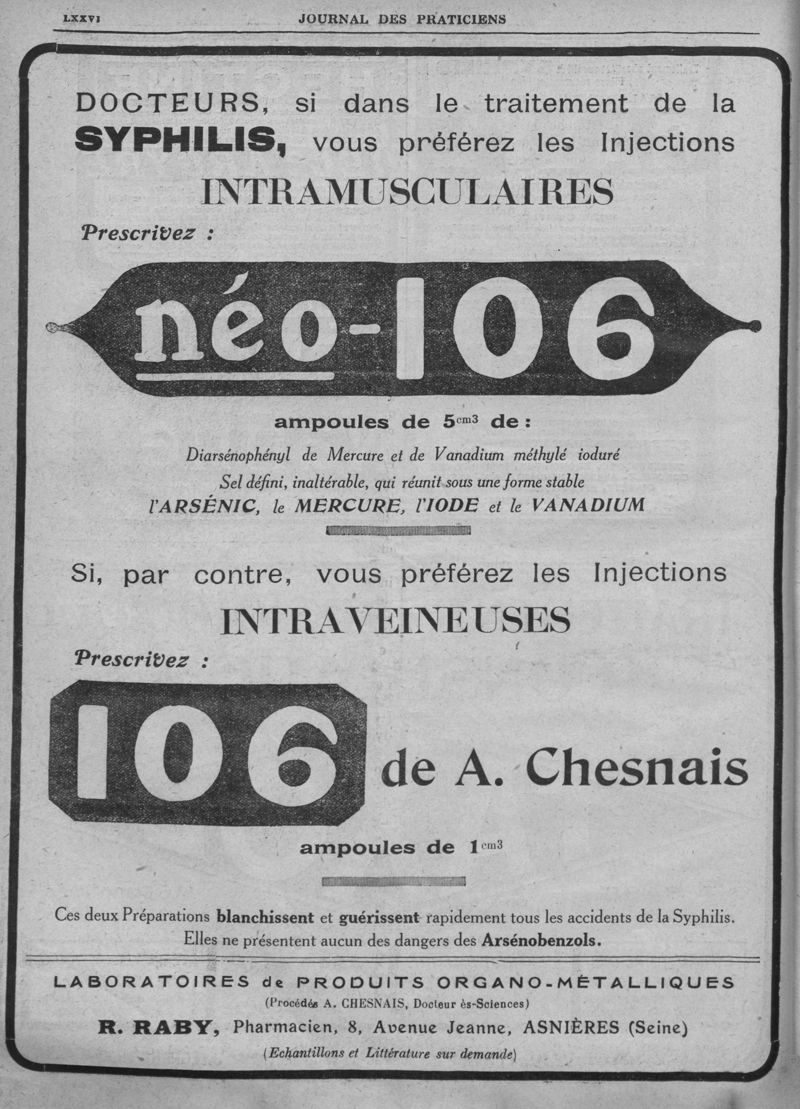 LXXVI
JOURNAL DES PRATICIENS
DOCTEURS, si dans le traitement de la
SYPHILIS, vous préférez les Injections
INTRAMUSCULAIRES
Prescrivez :
néo-106
ampoules de 5cm3 de :
Diarsénophényl de Mercure et de Vanadium méthylé ioduré
Sel défini, inaltérable, qui réunit sous une forme stable
l'ARSÉNIC, le MERCURE, l'IODE et le VANADIUM
Si, par contre, vous préférez les Injections
INTRAVEINEUSES
Prescrivez :
106 de A. Chesnais
ampoules de 1cm3
Ces deux Préparations blanchissent et guérissent rapidement tous les accidents de la Syphilis.
Elles ne présentent aucun des dangers des Arsénobenzols.
LABORATOIRES de PRODUITS ORGANO-MÉTALLIQUES
(Procédés A. CHESNAIS, Docteur ès-Sciences)
R. RABY, Pharmacien, 8, Avenue Jeanne, ASNIÈRES (Seine)
(Echantillons et Littérature sur demande)